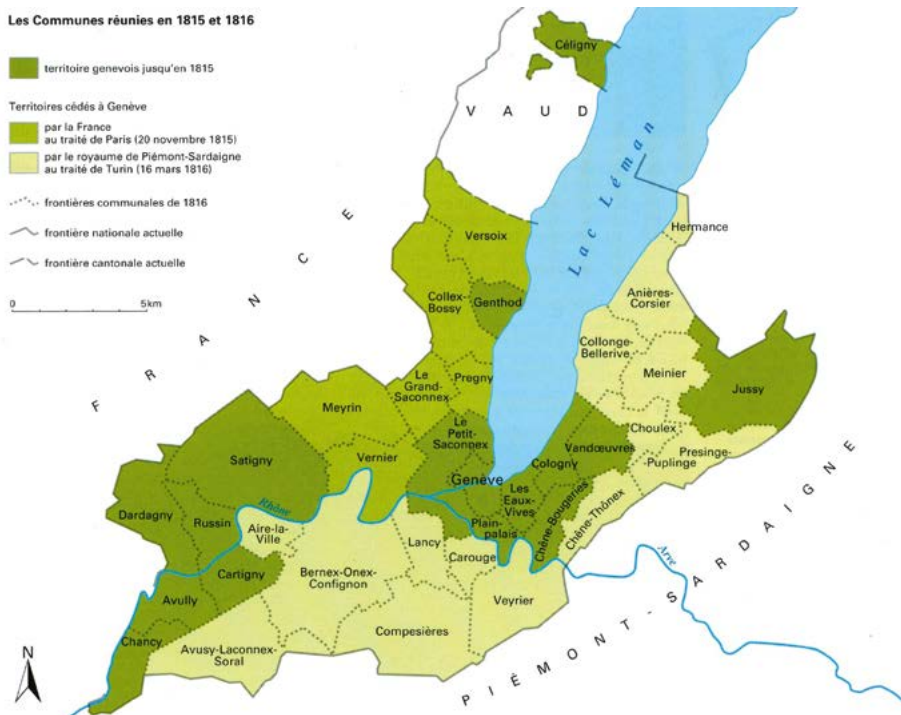 Les Communes réunies en 1815 et 1816
territoire genevois jusqu'en 1815
Territoires cédés à Genève
par la France
au traité de Paris (20 novembre 1815)
par le royaume de Piémont-Sardaigne
au traité de Turin (16 mars 1816)
frontières communales de 1816
frontière nationale actuelle
frontière cantonale actuelle
0 5km
Céligny
VAUD
Lac Léman
FRANCE
Hermance
Versoix
Genthod
Collex-
Bossy
Anières-
Corsier
Collonge-
Bellerive
Meinier
Jussy
Le
Grand-
Saconnex
Pregny
Meyrin
Le
Petit-
Saconnex
Vernier
Choulex
Vandœuvres
Presinge-
-Puplinge
Cologny
Satigny
Genève
Les
Eaux-
Vives
Rhône
Dardagny
Russin
Aire-la-
Ville
Plain-
palais
Chêne-Bougeries
Chêne-Thônex
Lancy
Carouge
Arve
Bernex-Onex-
Confignon
Cartigny
Veyrier
Avully
Compesières
Chancy
Avusy-Laconnex-
Soral
N
PIÈMONT-SARDAIGNE